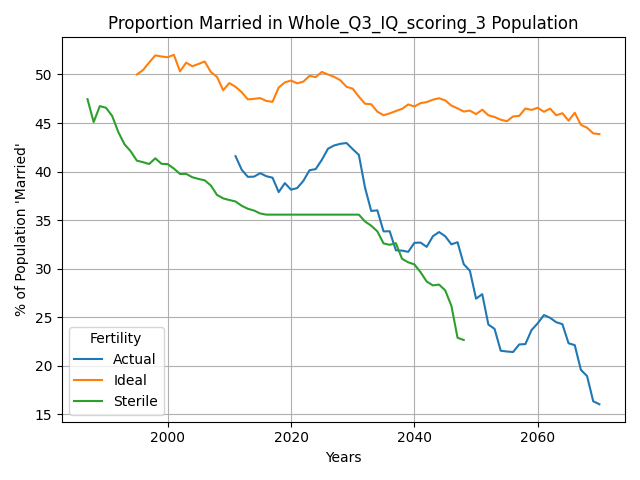 Proportion Married in Whole_Q3_IQ_scoring_3 Population
% of Population 'Married'
50
45
40
35
30
25
20
15
Fertility
Actual
Ideal
Sterile
2000 2020 2040 2060
Years